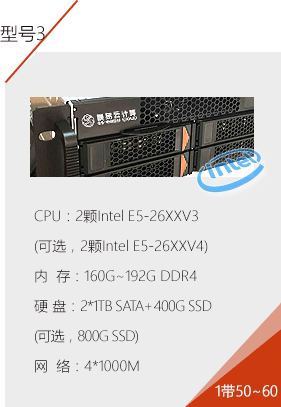 型号3
intel
CPU：2颗Intel E5-26XXV3
(可选，2颗Intel E5-26XXV4)
内 存：160G~192G DDR4
硬 盘：2*1TB SATA+400G SSD
(可选，800G SSD)
网 络：4*1000M
1带50~60